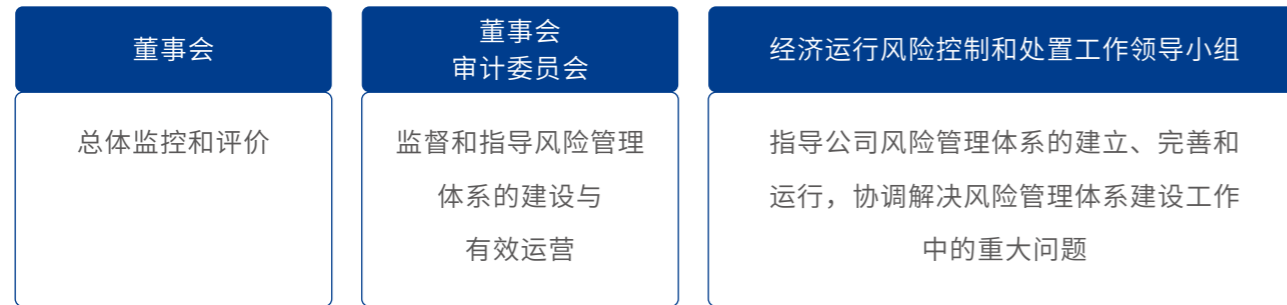 董事会
总体监控和评价
董事会
审计委员会
监督和指导风险管理
体系的建设与
有效运营
经济运行风险控制和处置工作领导小组
指导公司风险管理体系的建立、完善和
运行，协调解决风险管理体系建设工作
中的重大问题